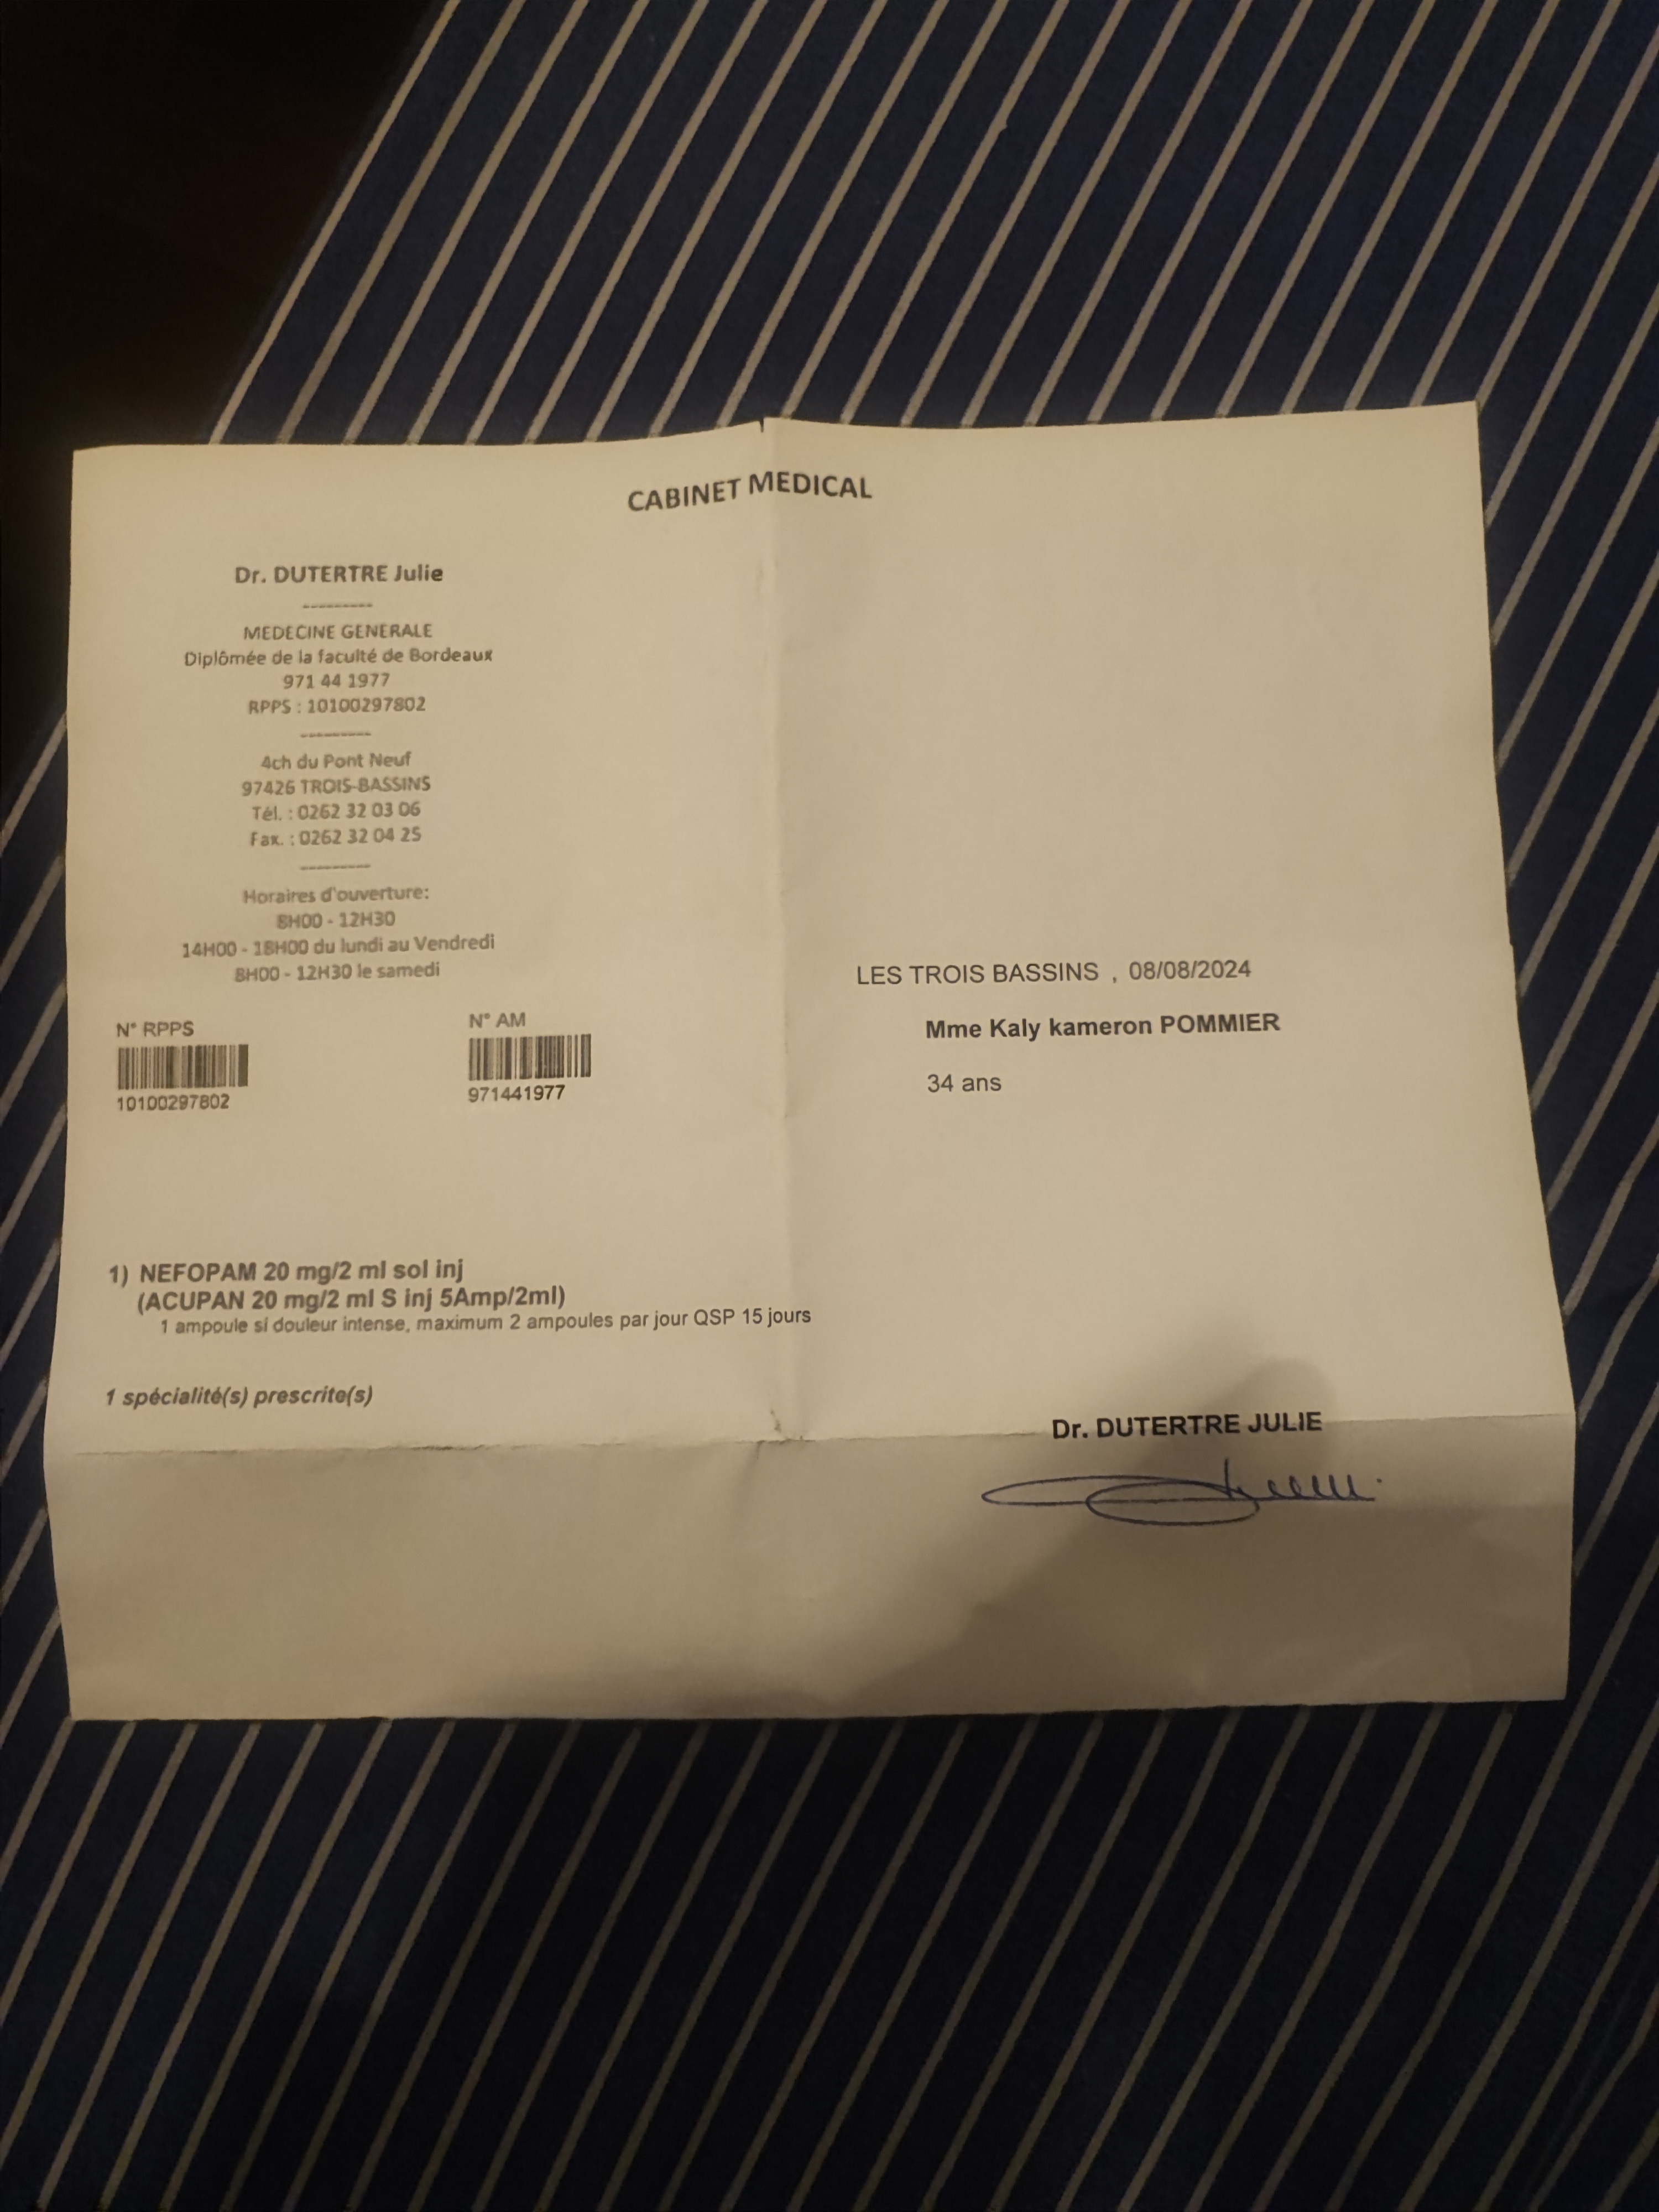 CABINET MEDICAL
Dr. DUTERTRE Julie
---------
MEDECINE GENERALE
Diplômée de la faculté de Bordeaux
971 44 1977
RPPS : 10100297802
---------
4ch du Pont Neuf
97426 TROIS-BASSINS
Tél. : 0262 32 03 06
Fax. : 0262 32 04 25
---------
Horaires d'ouverture:
8H00 - 12H30
14H00 - 18H00 du lundi au Vendredi
8H00 - 12H30 le samedi
N° RPPS
10100297802
N° AM
971441977
LES TROIS BASSINS , 08/08/2024
Mme Kaly kameron POMMIER
34 ans
1) NEFOPAM 20 mg/2 ml sol inj
(ACUPAN 20 mg/2 ml S inj 5Amp/2ml)
1 ampoule si douleur intense, maximum 2 ampoules par jour QSP 15 jours
1 spécialité(s) prescrite(s)
Dr. DUTERTRE JULIE